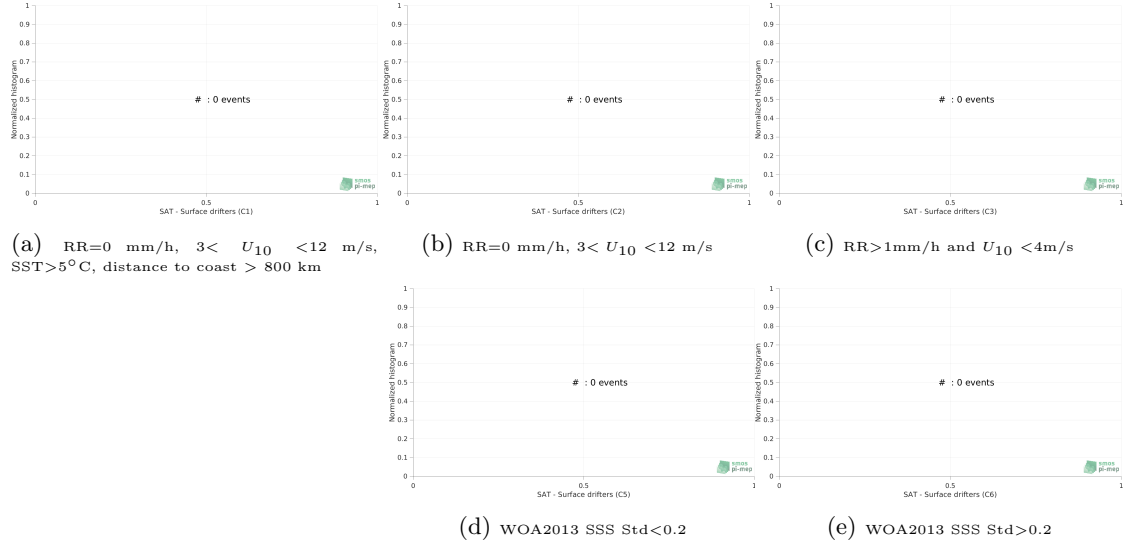 1
0.9
0.8
0.7
0.6
0.5
0.4
0.3
0.2
0.1
0
Normalized histogram
# : 0 events
smos
pi-mep
0 0.5 1
SAT - Surface drifters (C1)
(a) RR=0 mm/h, 3< U10 <12 m/s,
SST>5°C, distance to coast > 800 km
1
0.9
0.8
0.7
0.6
0.5
0.4
0.3
0.2
0.1
0
Normalized histogram
# : 0 events
smos
pi-mep
0 0.5 1
SAT - Surface drifters (C2)
(b) RR=0 mm/h, 3< U10 <12 m/s
1
0.9
0.8
0.7
0.6
0.5
0.4
0.3
0.2
0.1
0
Normalized histogram
# : 0 events
smos
pi-mep
0 0.5 1
SAT - Surface drifters (C3)
(c) RR>1mm/h and U10 <4m/s
1
0.9
0.8
0.7
0.6
0.5
0.4
0.3
0.2
0.1
0
Normalized histogram
# : 0 events
smos
pi-mep
0 0.5 1
SAT - Surface drifters (C5)
(d) WOA2013 SSS Std<0.2
1
0.9
0.8
0.7
0.6
0.5
0.4
0.3
0.2
0.1
0
Normalized histogram
# : 0 events
smos
pi-mep
0 0.5 1
SAT - Surface drifters (C6)
(e) WOA2013 SSS Std>0.2